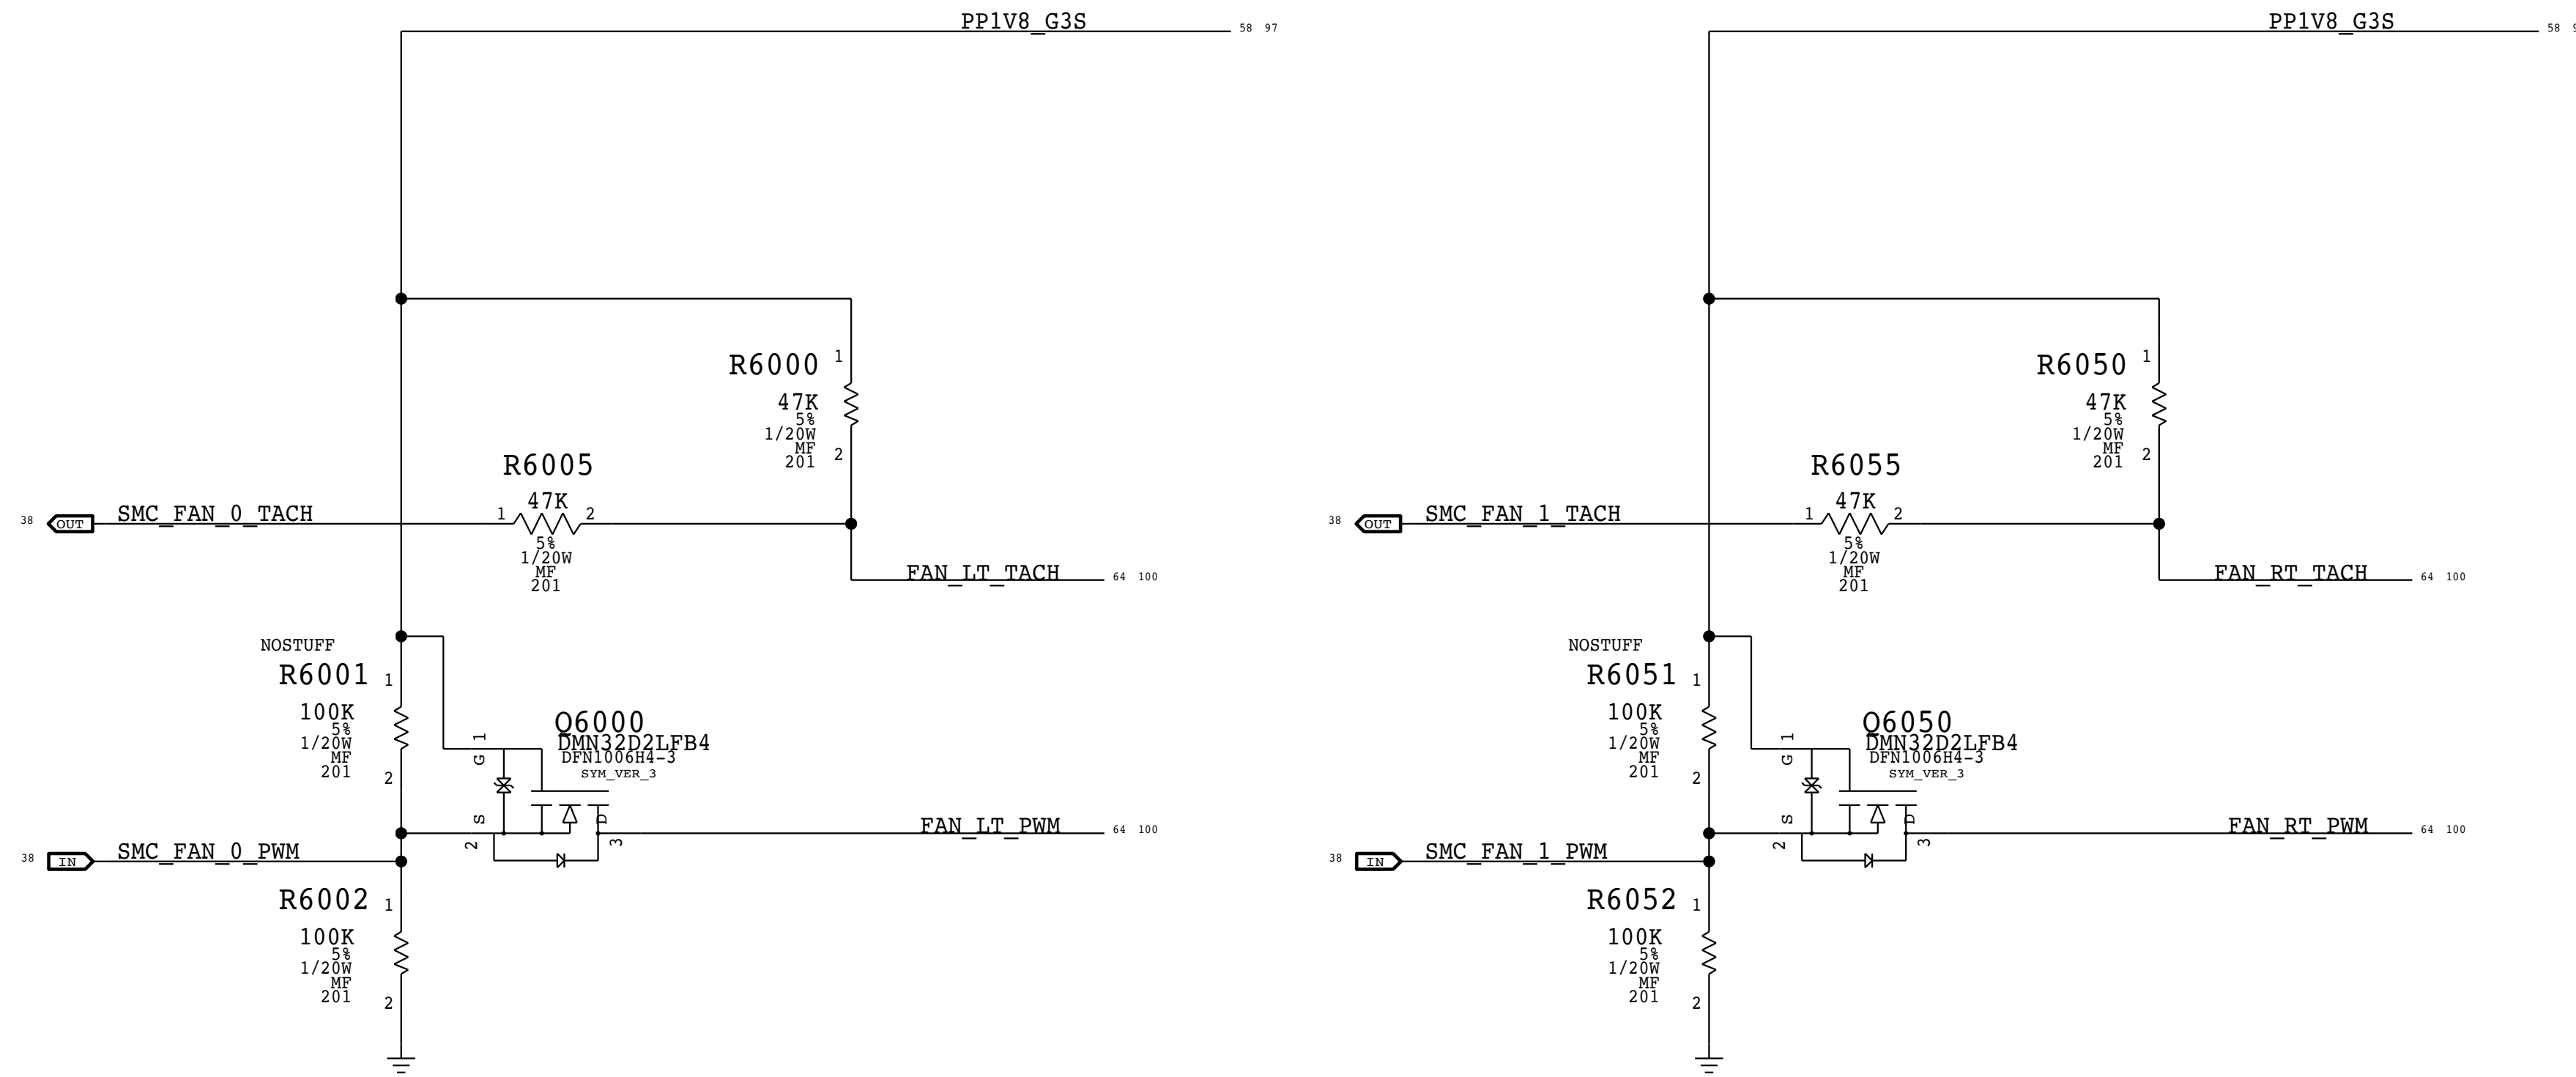 PP1V8_G3S
58 97
R6000
1
47K
5%
1/20W
MF
201
2
R6005
47K
1
2
5%
1/20W
MF
201
38
OUT
SMC_FAN_0_TACH
FAN_LT_TACH
64 100
NOSTUFF
R6001
1
100K
5%
1/20W
MF
201
2
Q6000
DMN32D2LFB4
DFN1006H4-3
SYM_VER_3
G 1
S
2
D
3
FAN_LT_PWM
64 100
38
IN
SMC_FAN_0_PWM
R6002
1
100K
5%
1/20W
MF
201
2
PP1V8_G3S
58 9
R6050
1
47K
5%
1/20W
MF
201
2
R6055
47K
1
2
5%
1/20W
MF
201
38
OUT
SMC_FAN_1_TACH
FAN_RT_TACH
64 100
NOSTUFF
R6051
1
100K
5%
1/20W
MF
201
2
Q6050
DMN32D2LFB4
DFN1006H4-3
SYM_VER_3
G 1
S
2
D
3
FAN_RT_PWM
64 100
38
IN
SMC_FAN_1_PWM
R6052
1
100K
5%
1/20W
MF
201
2